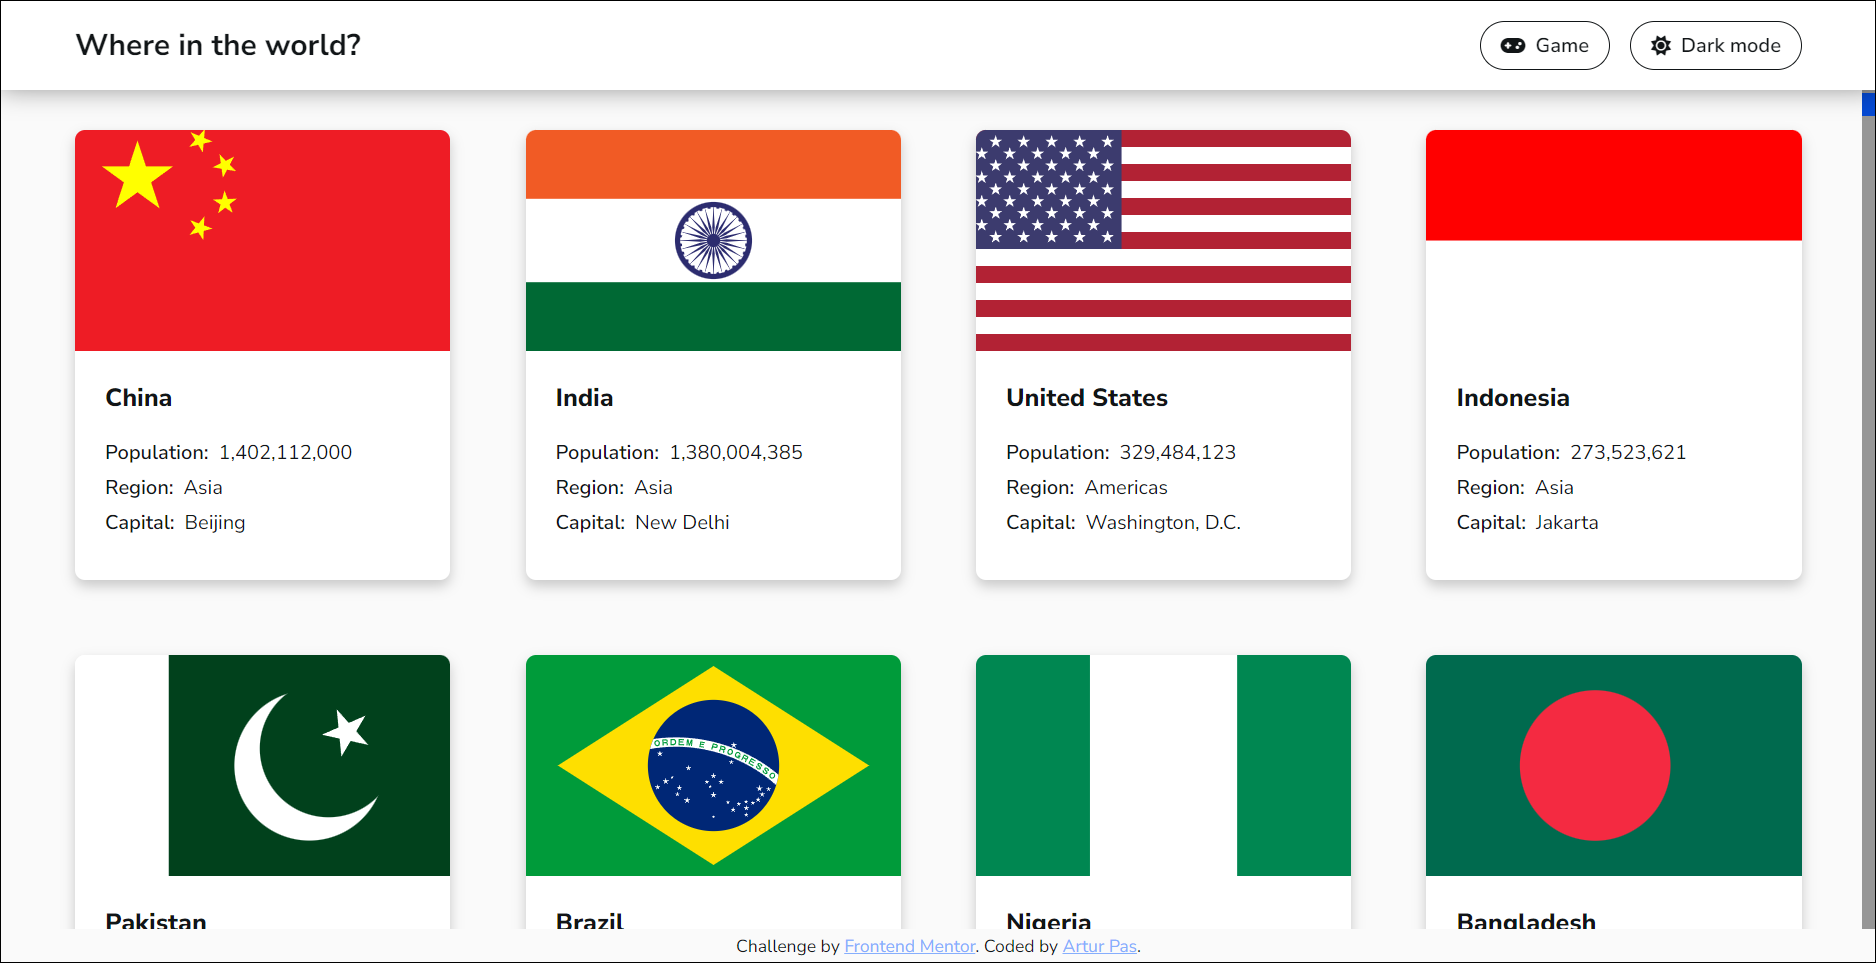 Where in the world?
Game
Dark mode
China
Population: 1,402,112,000
Region: Asia
Capital: Beijing
India
Population: 1,380,004,385
Region: Asia
Capital: New Delhi
United States
Population: 329,484,123
Region: Americas
Capital: Washington, D.C.
Indonesia
Population: 273,523,621
Region: Asia
Capital: Jakarta
ORDEM E PROGRESSO
Pakistan
Brazil
Nigeria
Bangladesh
Challenge by Frontend Mentor. Coded by Artur Pas.